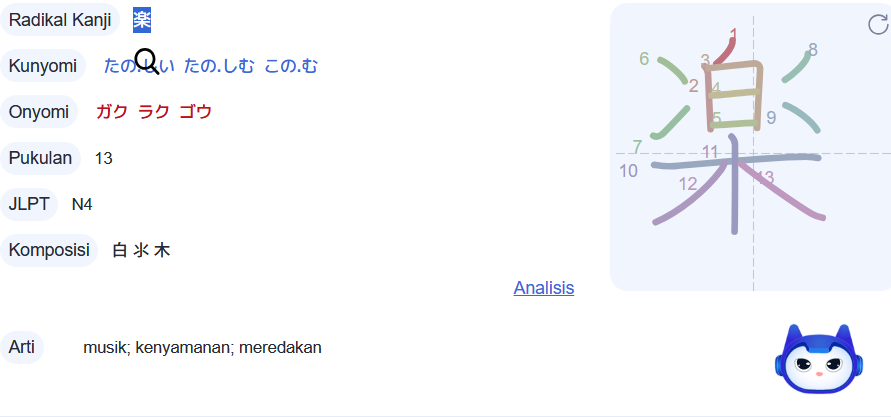 Radikal Kanji 楽
Kunyomi たの.しい たの.しむ この.む
Onyomi ガク ラク ゴウ
Pukulan 13
JLPT N4
Komposisi 白 氺 木
Analisis
Arti musik; kenyamanan; meredakan
1
2
3
4
5
6
7
8
9
10
11
12
13